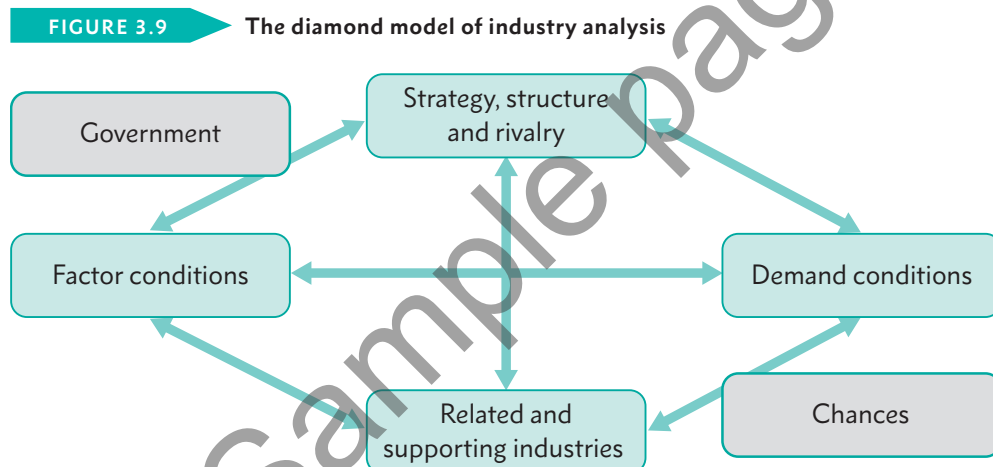 FIGURE 3.9
The diamond model of industry analysis
Strategy, structure
and rivalry
Government
Factor conditions
Demand conditions
Related and
supporting industries
Chances
Sample pag